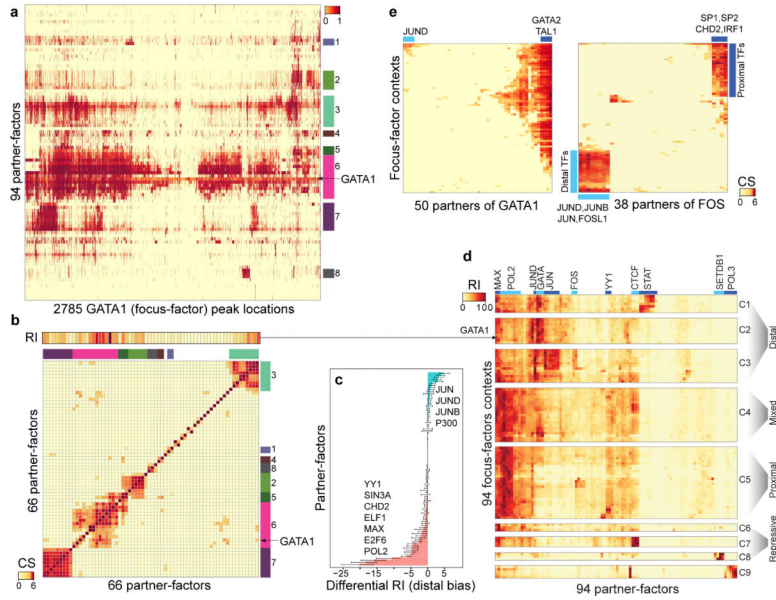 a
0 1
94 partner-factors
1
2
3
4
5
6
7
8
GATA1
2785 GATA1 (focus-factor) peak locations
b
RI
66 partner-factors
3
1
4
8
2
5
6
7
GATA1
CS
0 6
66 partner-factors
c
Partner-factors
JUN
JUND
JUNB
P300
YY1
SIN3A
CHD2
ELF1
MAX
E2F6
POL2
-25 -20 -15 -10 -5 0 5
Differential RI (distal bias)
e
JUND
GATA2
TAL1
SP1,SP2
CHD2,IRF1
Focus-factor contexts
Distal TFs
Proximal TFs
50 partners of GATA1
JUND,JUNB
JUN,FOSL1
38 partners of FOS
CS
0 6
d
RI
0 100
MAX
POL2
JUND
GATA
JUN
FOS
YY1
CTCF
STAT
SETDB1
POL3
GATA1
94 focus-factors contexts
C1
C2
C3
C4
C5
C6
C7
C8
C9
Distal
Mixed
Proximal
Repressive
94 partner-factors